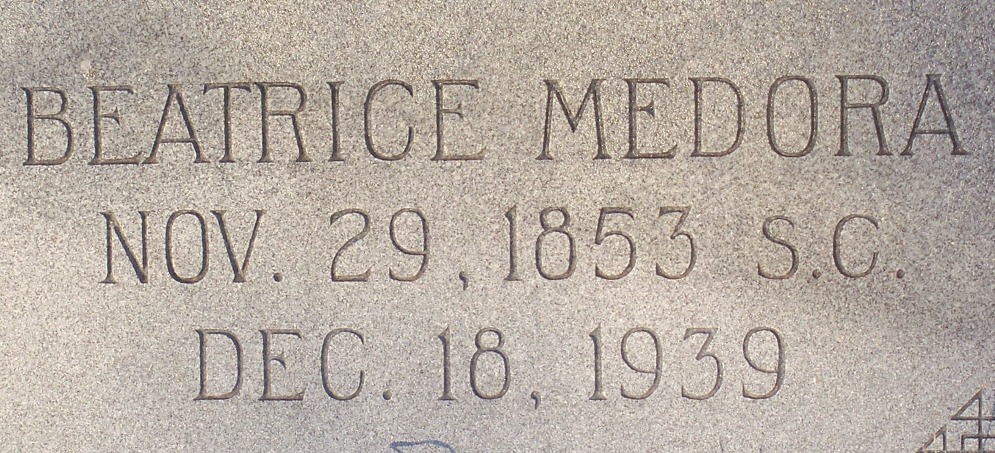 BEATRICE MEDORA
NOV. 29, 1853 S.C.
DEC. 18, 1939